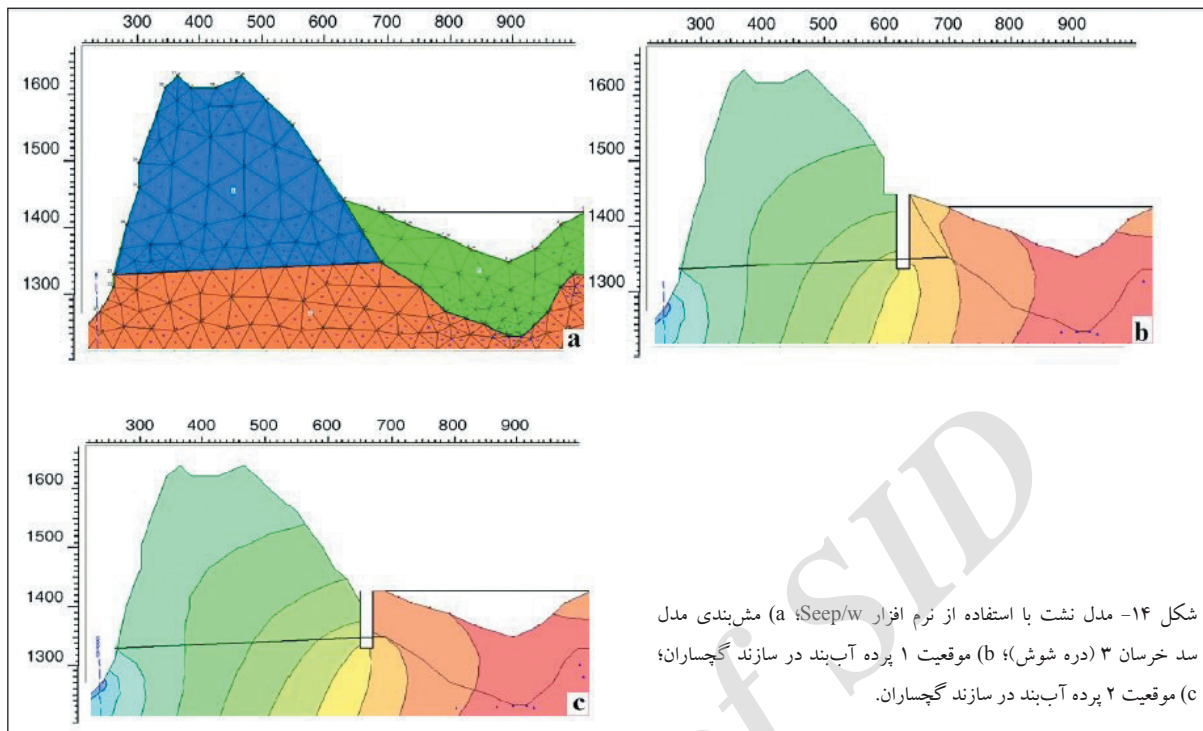 300 400 500 600 700 800 900
1600
1500
1400
1300
a
300 400 500 600 700 800 900
1600
1500
1400
1300
b
300 400 500 600 700 800 900
1600
1500
1400
1300
c
شکل ۱۴- مدل نشت با استفاده از نرم افزار Seep/w؛ a) مش‌بندی مدل
سد خرسان ۳ (دره شوش)؛ b) موقعیت ۱ پرده آب‌بند در سازند گچساران؛
c) موقعیت ۲ پرده آب‌بند در سازند گچساران.
of SID